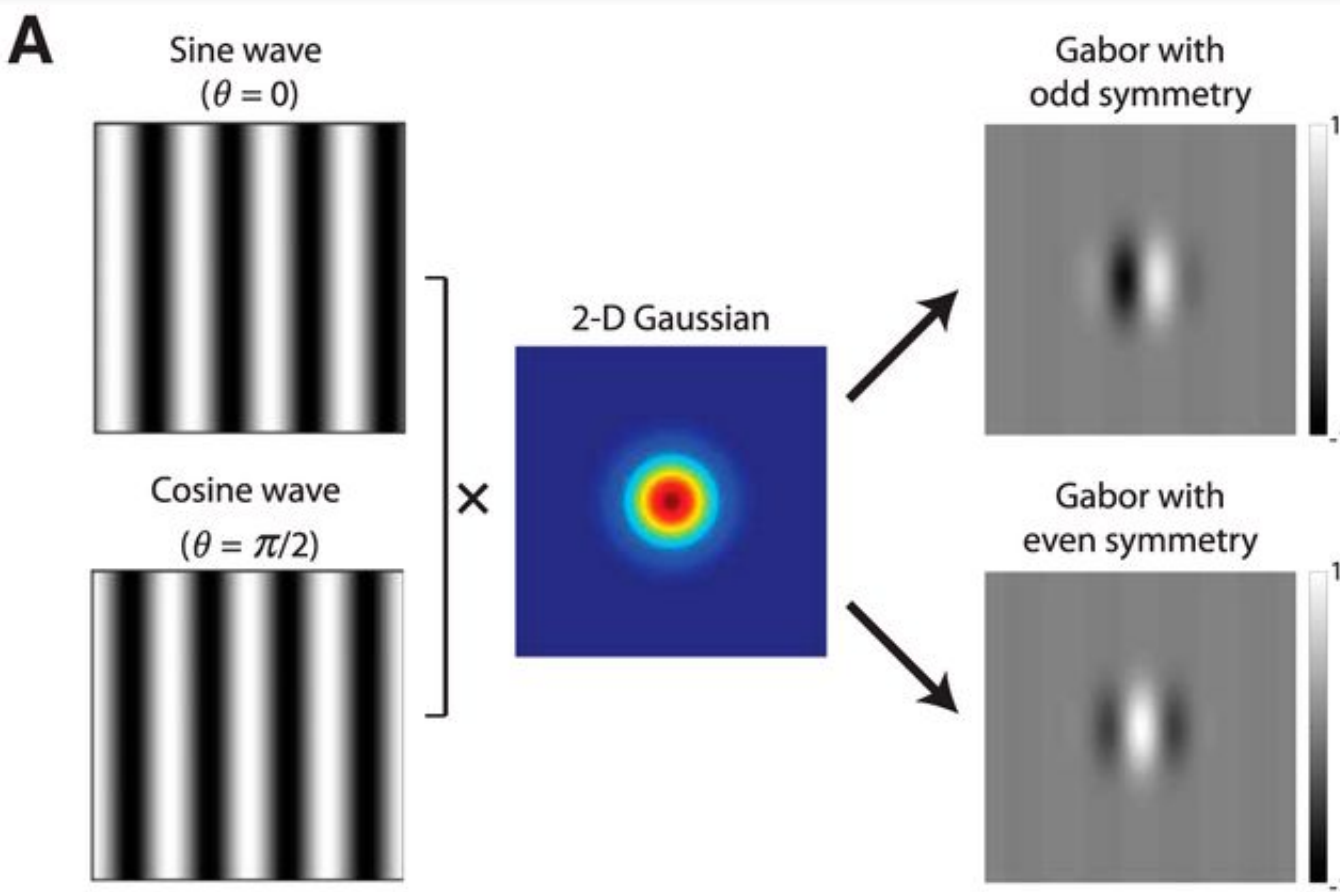 A
Sine wave
(θ = 0)
Gabor with
odd symmetry
1
2-D Gaussian
-
Cosine wave
(θ = π/2)
×
Gabor with
even symmetry
1
-